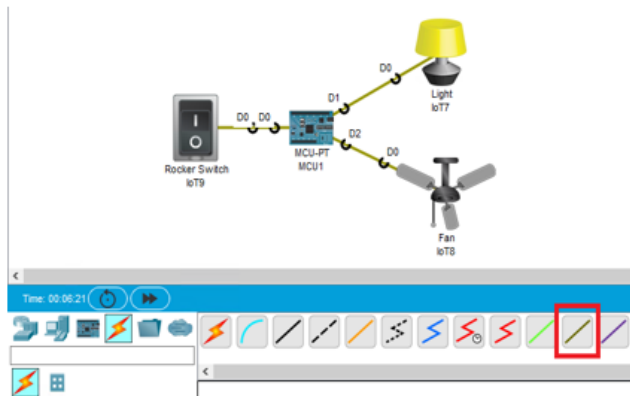 D0
Light
IoT7
D1
D0 D0
D2
MCU-PT
MCU1
D0
Rocker Switch
IoT9
Fan
IoT8
Time: 00:06:21